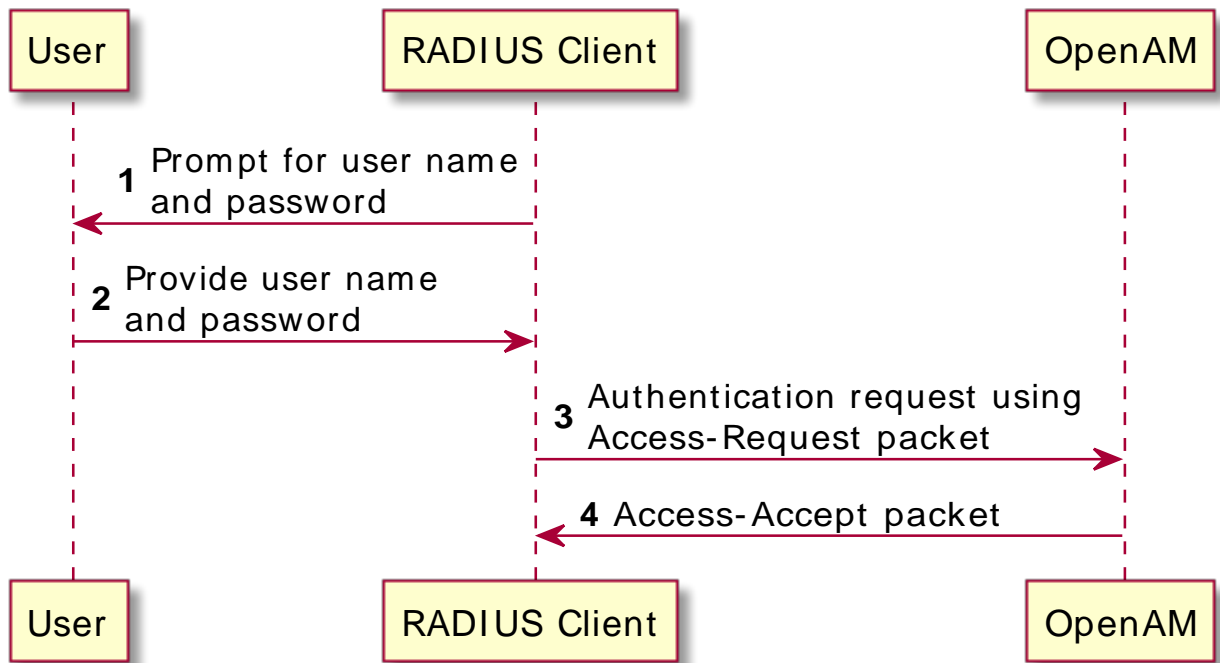 User
RADIUS Client
OpenAM
1
Prompt for user name
and password
2
Provide user name
and password
3
Authentication request using
Access-Request packet
4 Access-Accept packet
User
RADIUS Client
OpenAM